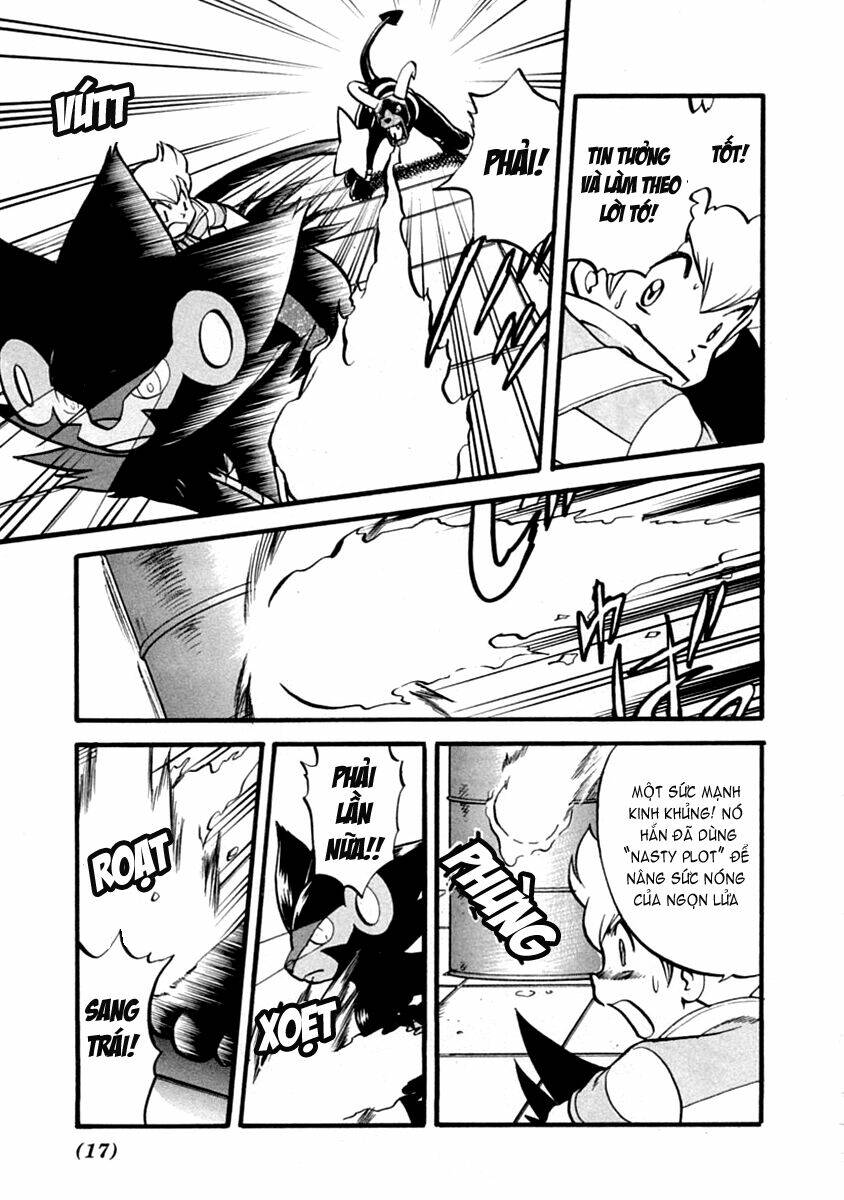 TỐT!
TIN TƯỞNG
VÀ LÀM THEO
LỜI TỚ!
PHẢI!
VÚTT
MỘT SỨC MẠNH
KINH KHỦNG! NÓ
HẮN ĐÃ DÙNG
"NASTY PLOT" ĐỂ
NÂNG SỨC NÓNG
CỦA NGỌN LỬA
PHÙNG
PHẢI
LẦN
NỮA!!
XOẸT
ROẠT
SANG
TRÁI!
(17)